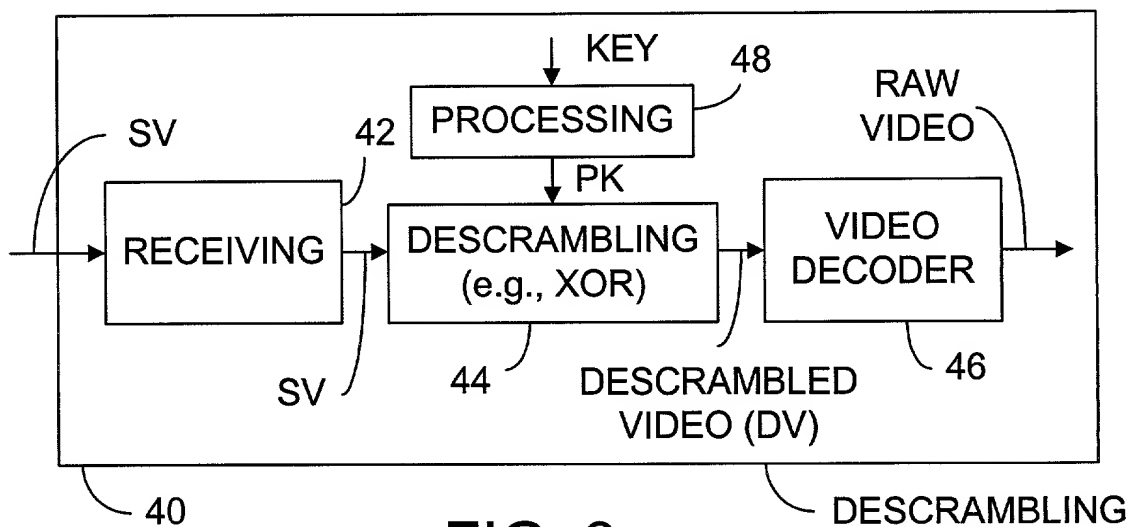 KEY
48
PROCESSING
RAW
VIDEO
SV
42
PK
RECEIVING
DESCRAMBLING
(e.g., XOR)
VIDEO
DECODER
SV
44
DESCRAMBLED
VIDEO (DV)
46
40
DESCRAMBLING